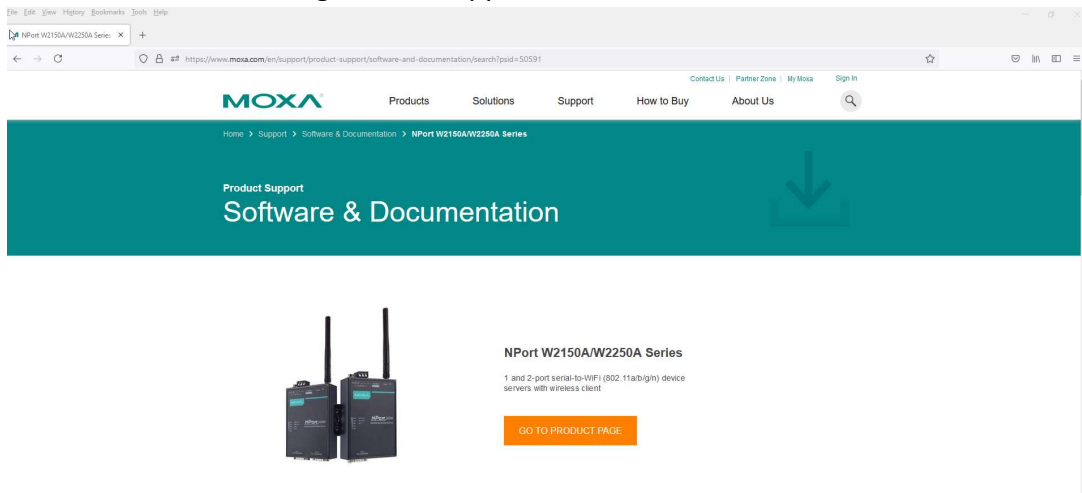 File Edit View History Bookmarks Tools Help
NPort W2150A/W2250A Series
https://www.moxa.com/en/support/product-support/software-and-documentation/search?psid=50591
Contact Us | Partner Zone | My Moxa Sign In
MOXA Products Solutions Support How to Buy About Us
Home > Support > Software & Documentation > NPort W2150A/W2250A Series
Product Support
Software & Documentation
NPort W2150A/W2250A Series
1 and 2-port serial-to-WiFi (802.11a/b/g/n) device
servers with wireless client
GO TO PRODUCT PAGE